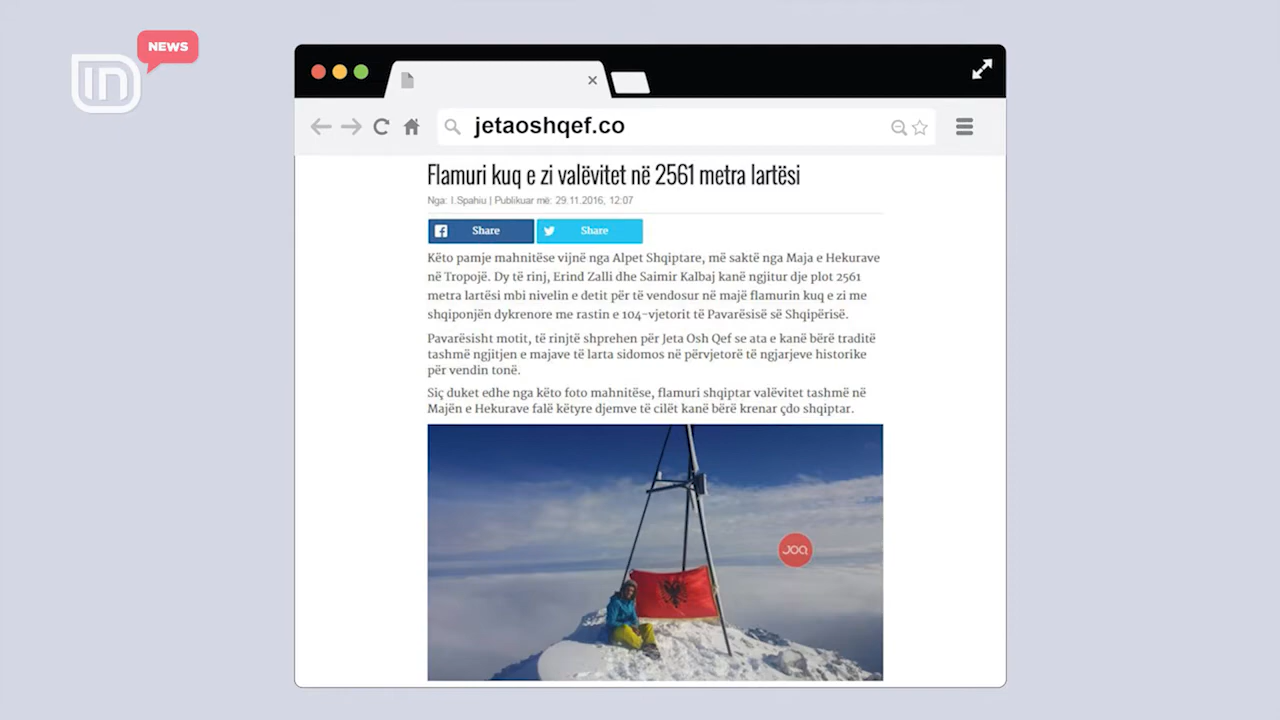 NEWS
IN
jetaoshqef.co
Flamuri kuq e zi valëvitet në 2561 metra lartësi
Nga: I.Spahiu | Publikuar më: 29.11.2016, 12:07
Share Share
Këto pamje mahnitëse vijnë nga Alpet Shqiptare, më saktë nga Maja e Hekurave
në Tropojë. Dy të rinj, Erind Zalli dhe Saimir Kalbaj kanë ngjitur dje plot 2561
metra lartësi mbi nivelin e detit për të vendosur në majë flamurin kuq e zi me
shqiponjën dykrenore me rastin e 104-vjetorit të Pavarësisë së Shqipërisë.
Pavarësisht motit, të rinjtë shprehen për Jeta Osh Qef se ata e kanë bërë traditë
tashmë ngjitjen e majave të larta sidomos në përvjetorë të ngjarjeve historike
për vendin tonë.
Siç duket edhe nga këto foto mahnitëse, flamuri shqiptar valëvitet tashmë në
Majën e Hekurave falë këtyre djemve të cilët kanë bërë krenar çdo shqiptar.
JOQ